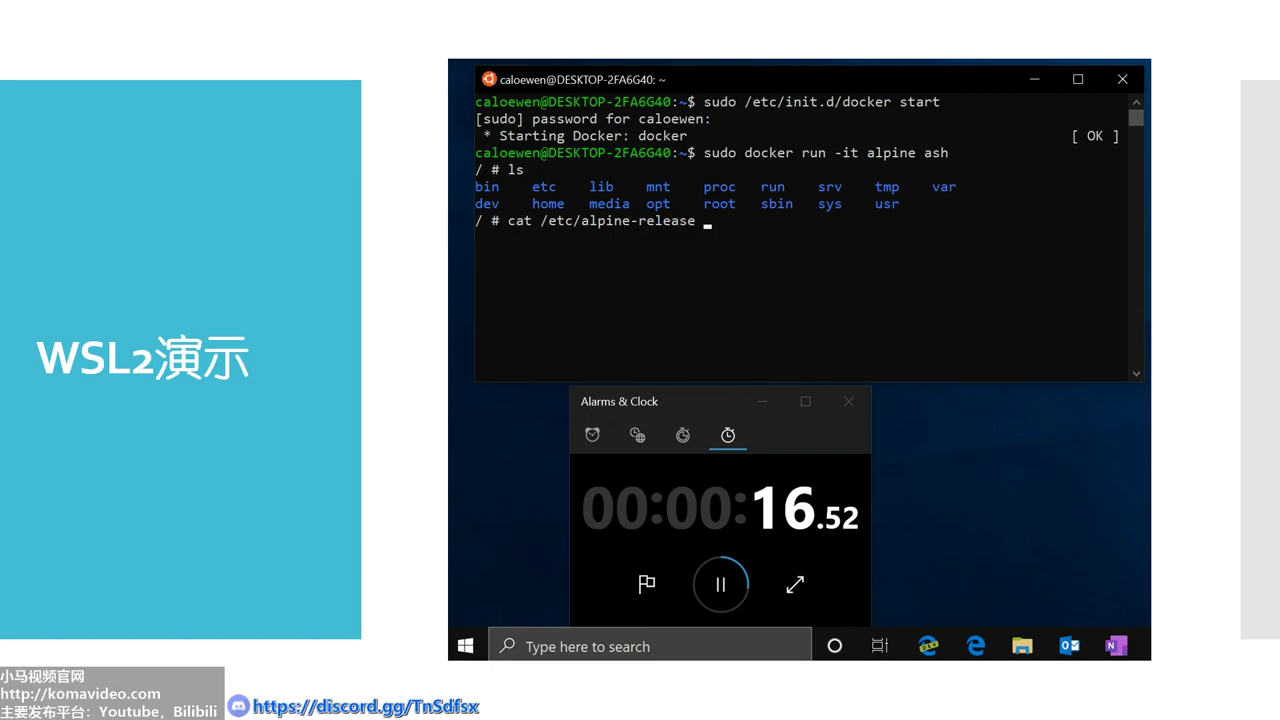 WSL2演示
caloewen@DESKTOP-2FA6G40: ~
caloewen@DESKTOP-2FA6G40:~$ sudo /etc/init.d/docker start
[sudo] password for caloewen:
 * Starting Docker: docker [ OK ]
caloewen@DESKTOP-2FA6G40:~$ sudo docker run -it alpine ash
/ # ls
bin etc lib mnt proc run srv tmp var
dev home media opt root sbin sys usr
/ # cat /etc/alpine-release
Alarms & Clock
00:00:16.52
Type here to search
小马视频官网
http://komavideo.com
主要发布平台：Youtube，Bilibili
https://discord.gg/TnSdfsx